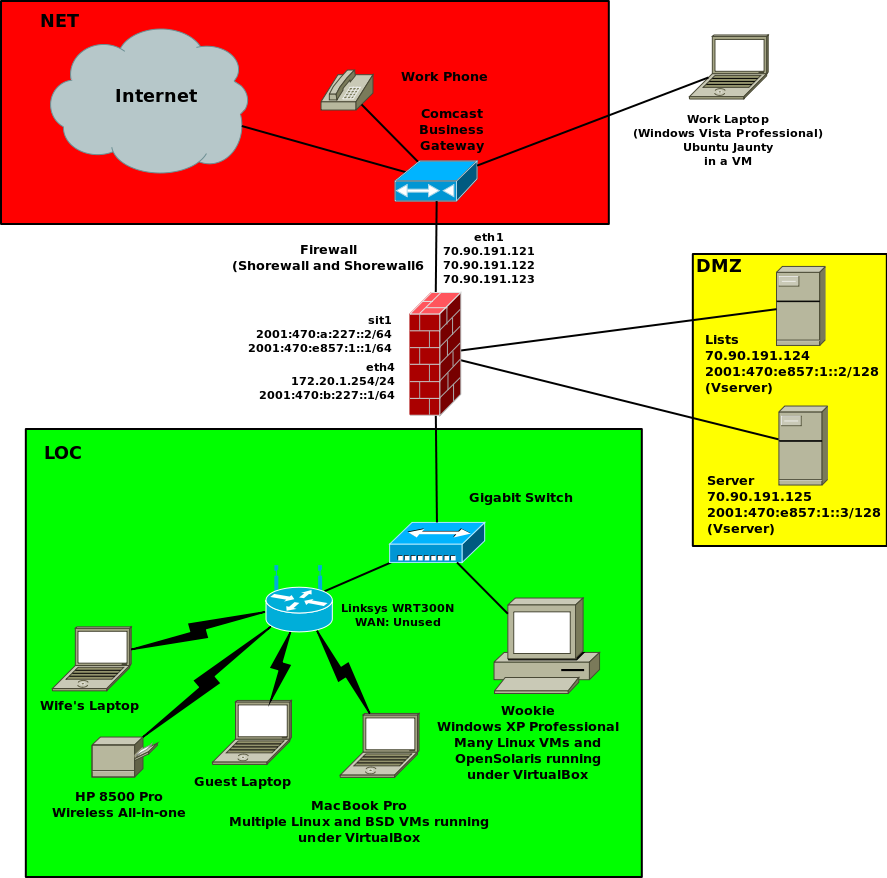 NET
Internet
Work Phone
Comcast
Business
Gateway
Work Laptop
(Windows Vista Professional)
Ubuntu Jaunty
in a VM
Firewall
(Shorewall and Shorewall6
eth1
70.90.191.121
70.90.191.122
70.90.191.123
sit1
2001:470:a:227::2/64
2001:470:e857:1::1/64
eth4
172.20.1.254/24
2001:470:b:227::1/64
DMZ
Lists
70.90.191.124
2001:470:e857:1::2/128
(Vserver)
Server
70.90.191.125
2001:470:e857:1::3/128
(Vserver)
LOC
Gigabit Switch
Linksys WRT300N
WAN: Unused
Wife's Laptop
HP 8500 Pro
Wireless All-in-one
Guest Laptop
MacBook Pro
Multiple Linux and BSD VMs running
under VirtualBox
Wookie
Windows XP Professional
Many Linux VMs and
OpenSolaris running
under VirtualBox